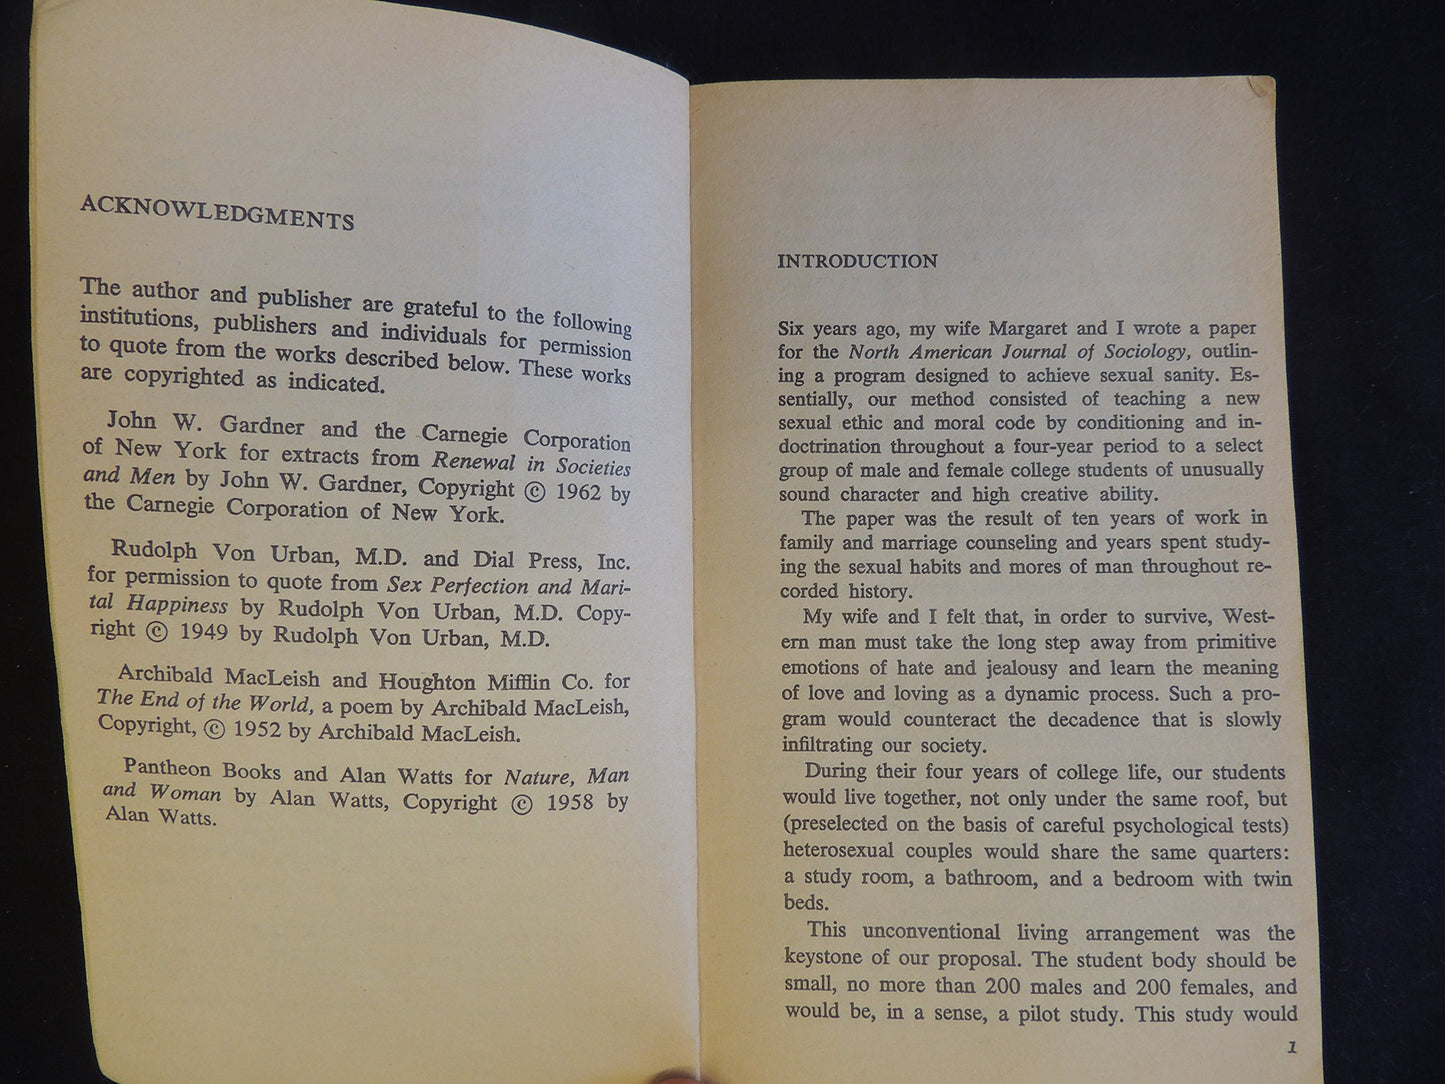 ACKNOWLEDGMENTS
The author and publisher are grateful to the following
institutions, publishers and individuals for permission
to quote from the works described below. These works
are copyrighted as indicated.
John W. Gardner and the Carnegie Corporation
of New York for extracts from Renewal in Societies
and Men by John W. Gardner, Copyright © 1962 by
the Carnegie Corporation of New York.
Rudolph Von Urban, M.D. and Dial Press, Inc.
for permission to quote from Sex Perfection and Mari-
tal Happiness by Rudolph Von Urban, M.D. Copy-
right © 1949 by Rudolph Von Urban, M.D.
Archibald MacLeish and Houghton Mifflin Co. for
The End of the World, a poem by Archibald MacLeish,
Copyright, © 1952 by Archibald MacLeish.
Pantheon Books and Alan Watts for Nature, Man
and Woman by Alan Watts, Copyright © 1958 by
Alan Watts.
INTRODUCTION
Six years ago, my wife Margaret and I wrote a paper
for the North American Journal of Sociology, outlin-
ing a program designed to achieve sexual sanity. Es-
sentially, our method consisted of teaching a new
sexual ethic and moral code by conditioning and in-
doctrination throughout a four-year period to a select
group of male and female college students of unusually
sound character and high creative ability.
The paper was the result of ten years of work in
family and marriage counseling and years spent study-
ing the sexual habits and mores of man throughout re-
corded history.
My wife and I felt that, in order to survive, West-
ern man must take the long step away from primitive
emotions of hate and jealousy and learn the meaning
of love and loving as a dynamic process. Such a pro-
gram would counteract the decadence that is slowly
infiltrating our society.
During their four years of college life, our students
would live together, not only under the same roof, but
(preselected on the basis of careful psychological tests)
heterosexual couples would share the same quarters:
a study room, a bathroom, and a bedroom with twin
beds.
This unconventional living arrangement was the
keystone of our proposal. The student body should be
small, no more than 200 males and 200 females, and
would be, in a sense, a pilot study. This study would
1